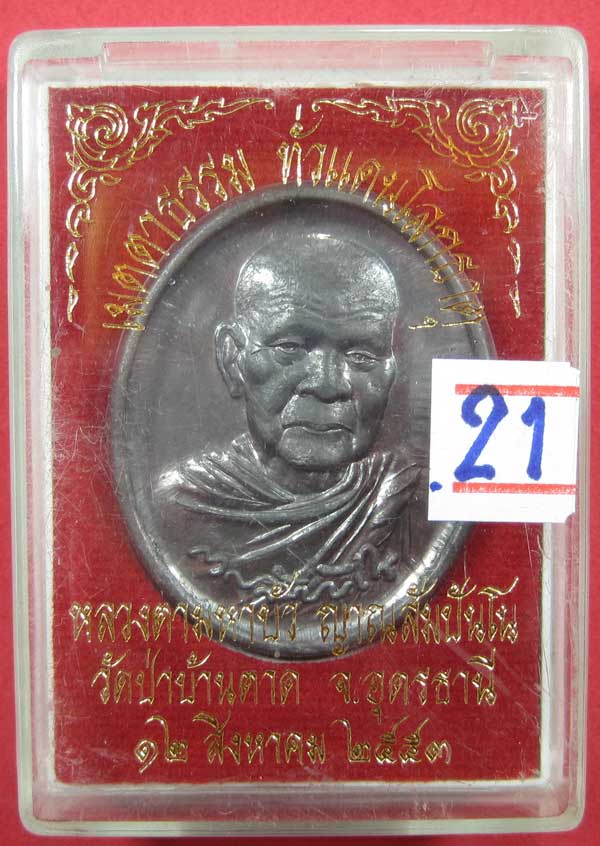 เมตตาธรรม ทั่วแดนโลกธาตุ
21
หลวงตามหาบัว ญาณสัมปันโน
วัดป่าบ้านตาด จ.อุดรธานี
๑๒ สิงหาคม ๒๕๕๓